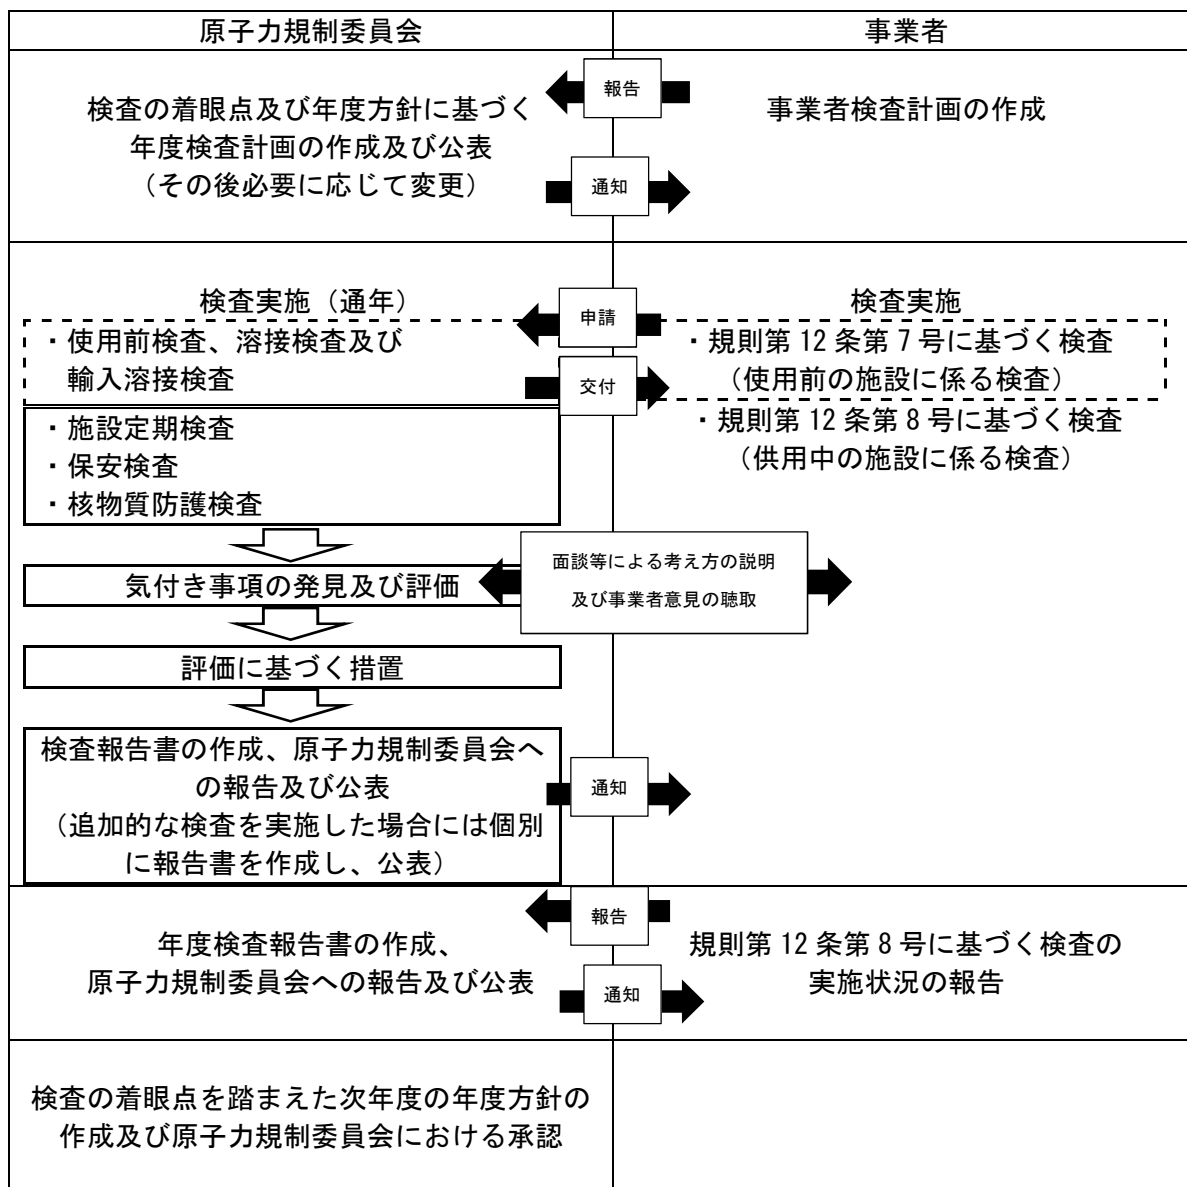 原子力規制委員会
事業者
検査の着眼点及び年度方針に基づく
年度検査計画の作成及び公表
（その後必要に応じて変更）
報告
通知
事業者検査計画の作成
検査実施（通年）
・使用前検査、溶接検査及び
輸入溶接検査
・施設定期検査
・保安検査
・核物質防護検査
申請
交付
検査実施
・規則第12条第7号に基づく検査
（使用前の施設に係る検査）
・規則第12条第8号に基づく検査
（供用中の施設に係る検査）
気付き事項の発見及び評価
面談等による考え方の説明
及び事業者意見の聴取
評価に基づく措置
検査報告書の作成、原子力規制委員会へ
の報告及び公表
（追加的な検査を実施した場合には個別
に報告書を作成し、公表）
通知
年度検査報告書の作成、
原子力規制委員会への報告及び公表
報告
通知
規則第12条第8号に基づく検査の
実施状況の報告
検査の着眼点を踏まえた次年度の年度方針の
作成及び原子力規制委員会における承認